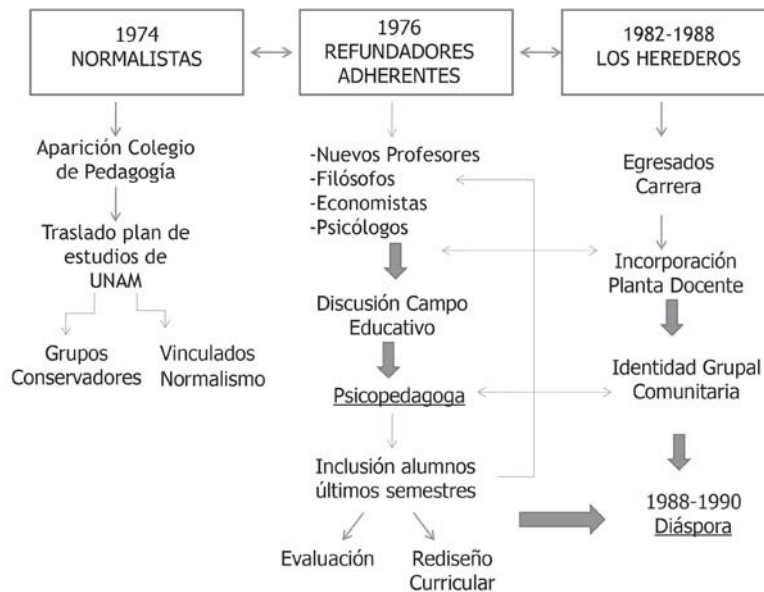 1974
NORMALISTAS
Aparición Colegio
de Pedagogía
Traslado plan de
estudios de
UNAM
Grupos
Conservadores
Vinculados
Normalismo
1976
REFUNDADORES
ADHERENTES
-Nuevos Profesores
-Filósofos
-Economistas
-Psicólogos
Discusión Campo
Educativo
Psicopedagoga
Inclusión alumnos
últimos semestres
Evaluación
Rediseño
Curricular
1982-1988
LOS HEREDEROS
Egresados
Carrera
Incorporación
Planta Docente
Identidad Grupal
Comunitaria
1988-1990
Diáspora